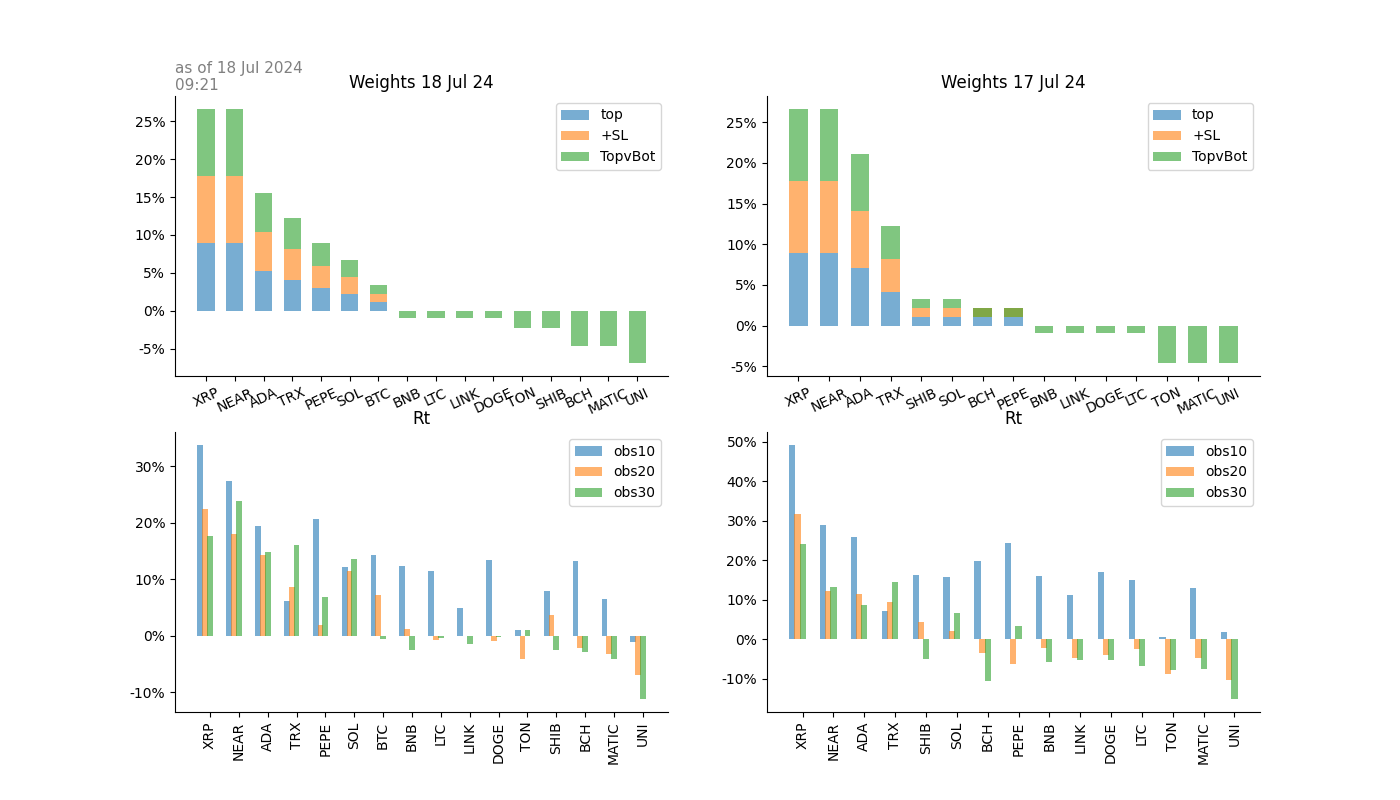 as of 18 Jul 2024
09:21
Weights 18 Jul 24
25%
20%
15%
10%
5%
0%
-5%
top
+SL
TopvBot
XRP NEAR ADA TRX PEPE SOL BTC BNB LTC LINK DOGE TON SHIB BCH MATIC UNI
Weights 17 Jul 24
25%
20%
15%
10%
5%
0%
-5%
top
+SL
TopvBot
XRP NEAR ADA TRX SHIB SOL BCH PEPE BNB LINK DOGE LTC TON MATIC UNI
Rt
30%
20%
10%
0%
-10%
obs10
obs20
obs30
XRP NEAR ADA TRX PEPE SOL BTC BNB LTC LINK DOGE TON SHIB BCH MATIC UNI
Rt
50%
40%
30%
20%
10%
0%
-10%
obs10
obs20
obs30
XRP NEAR ADA TRX SHIB SOL BCH PEPE BNB LINK DOGE LTC TON MATIC UNI